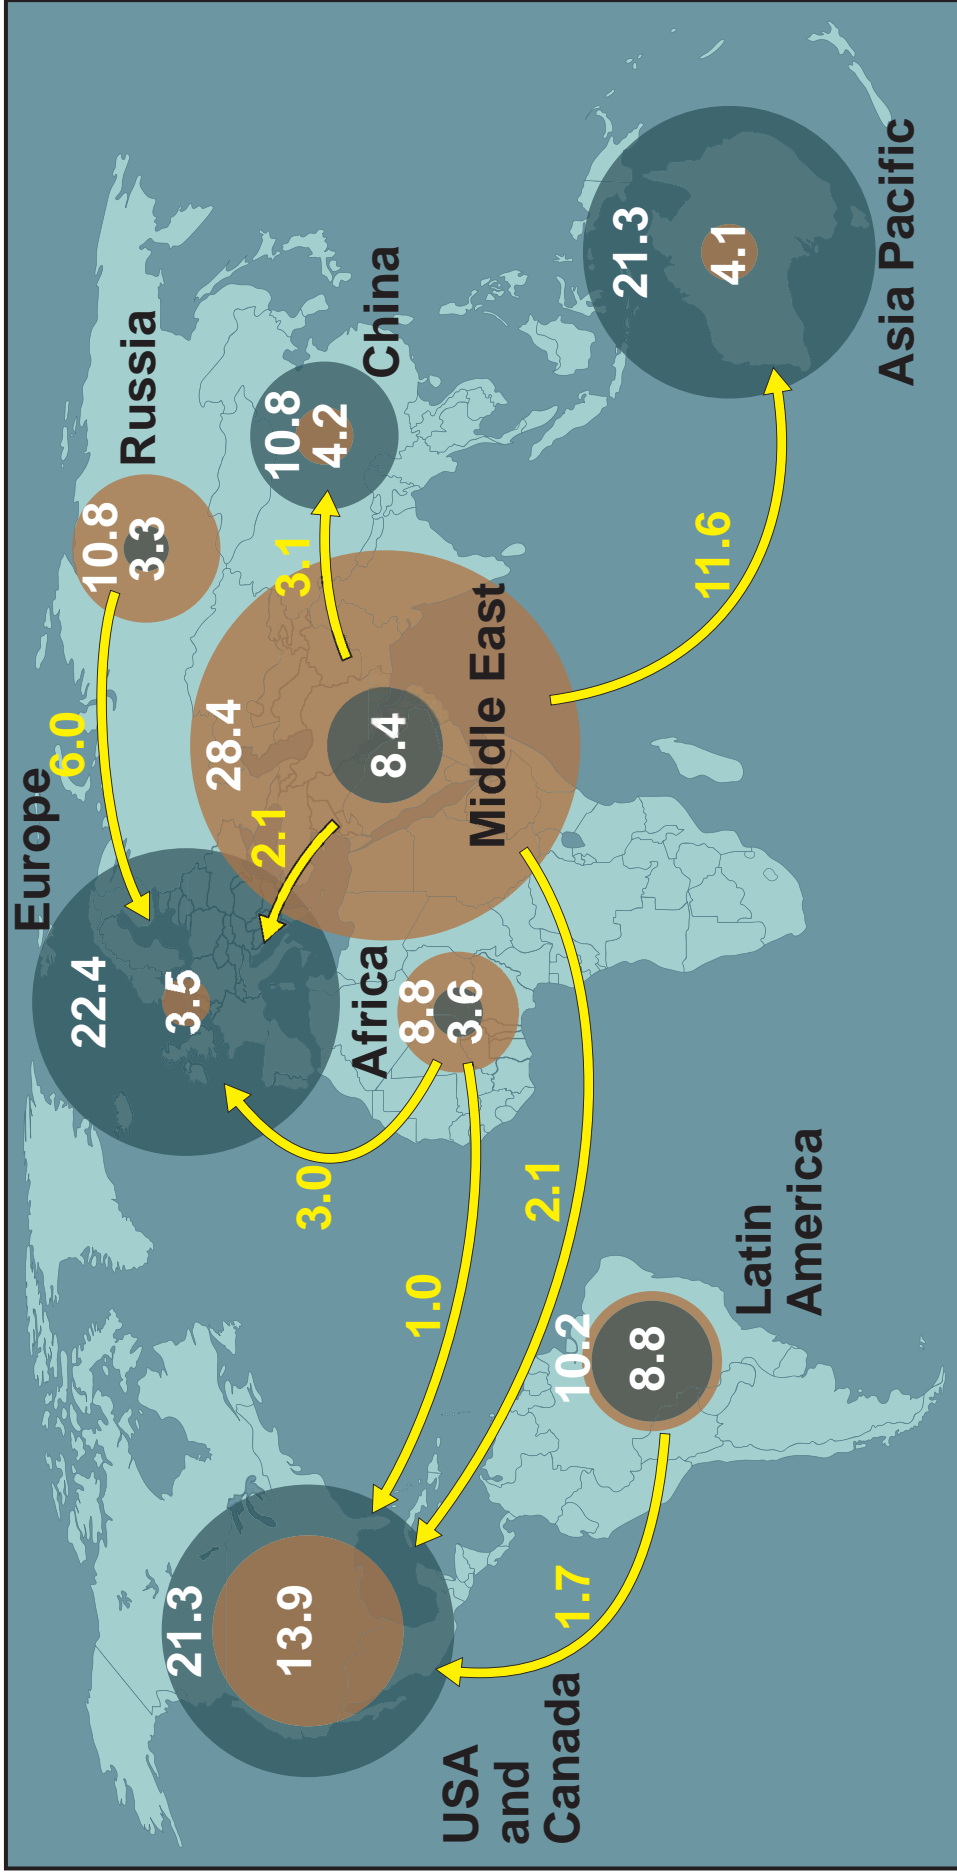 Europe
6.0
Russia
10.8
3.3
22.4
3.5
2.1
28.4
8.4
Middle East
3.1
10.8
4.2
China
21.3
13.9
USA
and
Canada
3.0
Africa
8.8
3.6
1.0
2.1
1.7
10.2
8.8
Latin
America
11.6
21.3
4.1
Asia Pacific